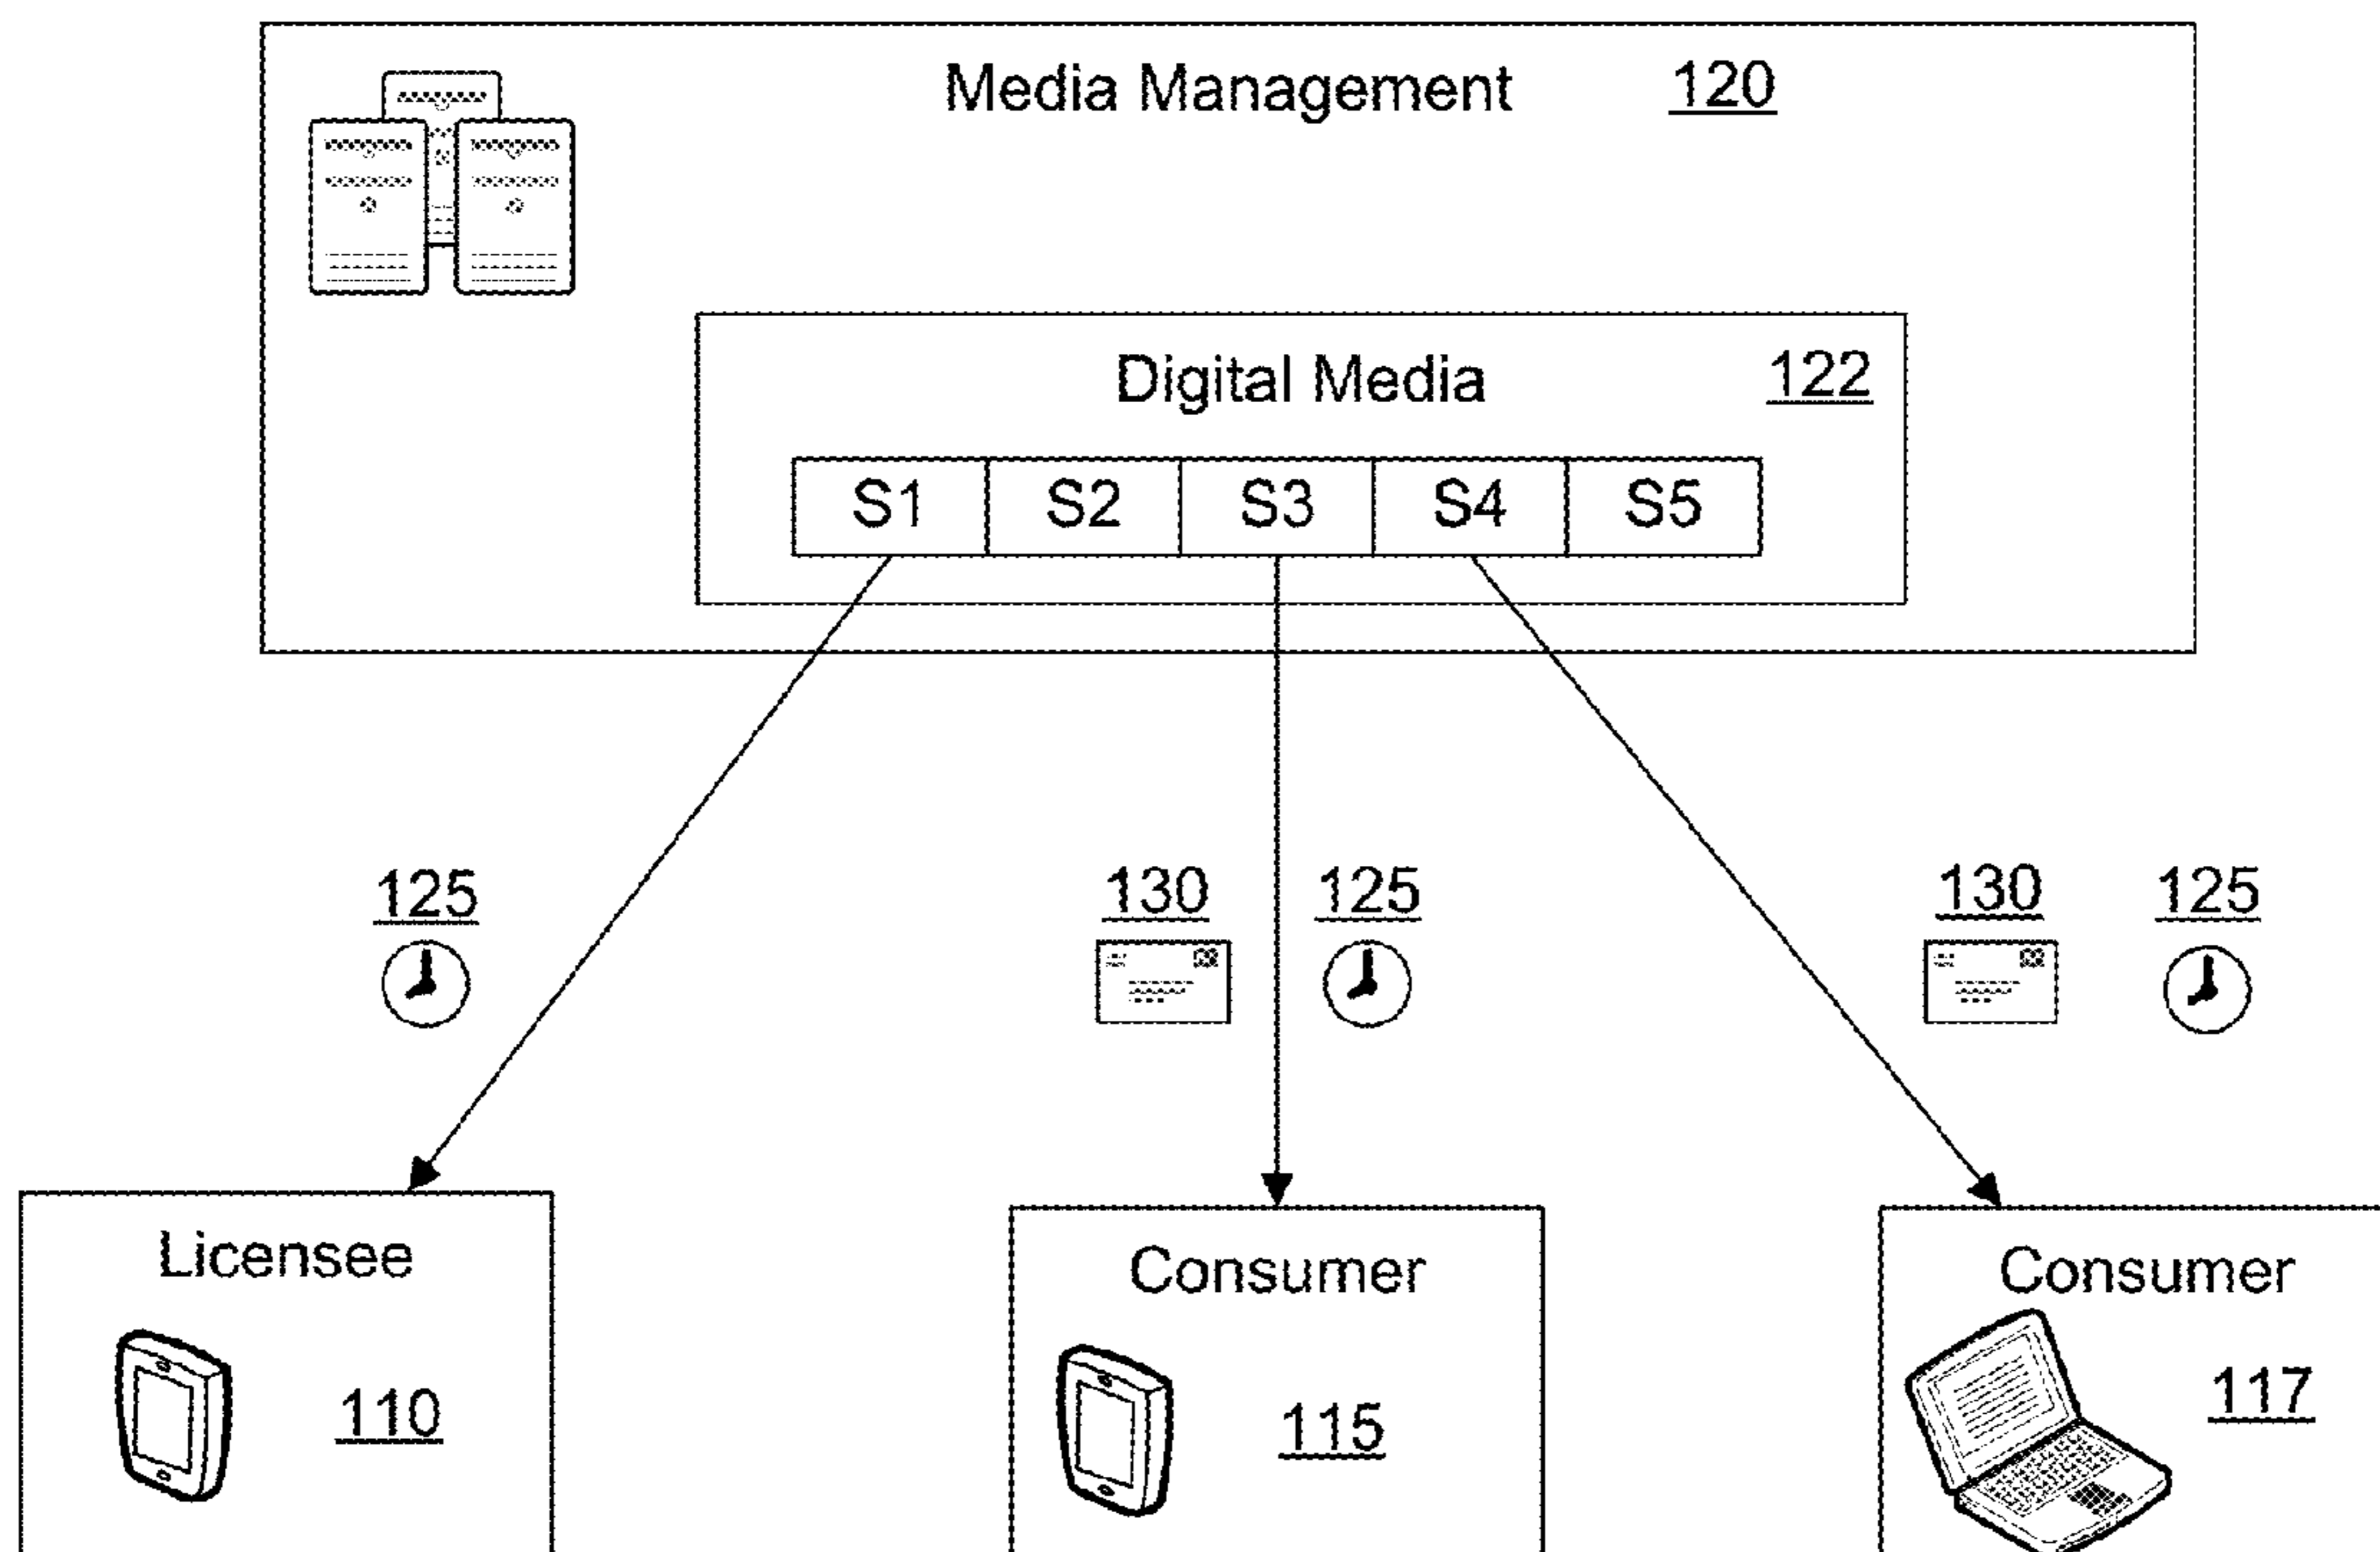 Media Management 120
Digital Media 122
S1 S2 S3 S4 S5
125 130 125 130 125
Licensee
110
Consumer
115
Consumer
117